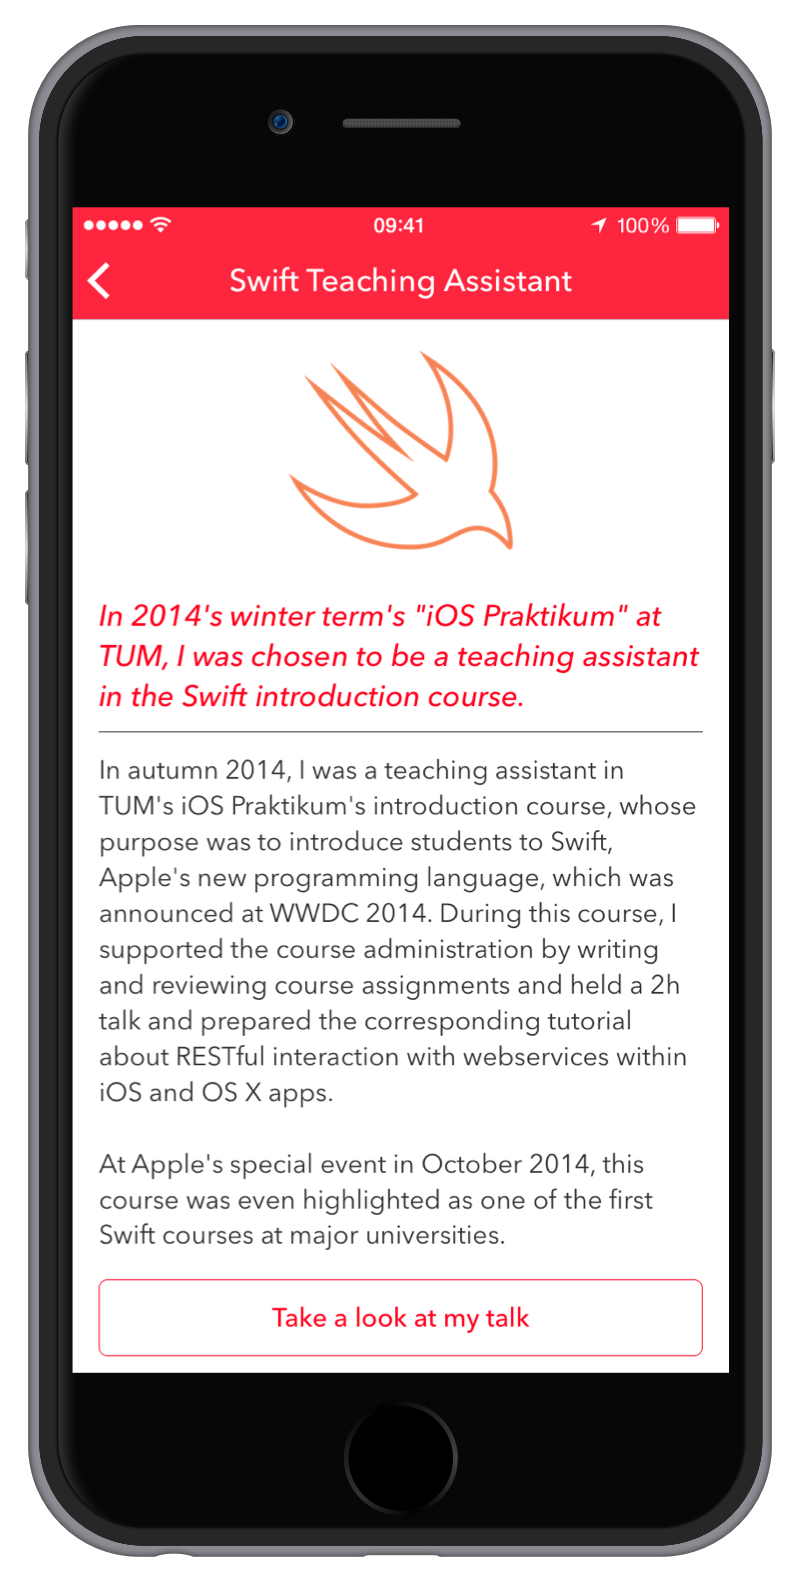 09:41
100%
Swift Teaching Assistant
In 2014's winter term's "iOS Praktikum" at
TUM, I was chosen to be a teaching assistant
in the Swift introduction course.
In autumn 2014, I was a teaching assistant in
TUM's iOS Praktikum's introduction course, whose
purpose was to introduce students to Swift,
Apple's new programming language, which was
announced at WWDC 2014. During this course, I
supported the course administration by writing
and reviewing course assignments and held a 2h
talk and prepared the corresponding tutorial
about RESTful interaction with webservices within
iOS and OS X apps.
At Apple's special event in October 2014, this
course was even highlighted as one of the first
Swift courses at major universities.
Take a look at my talk